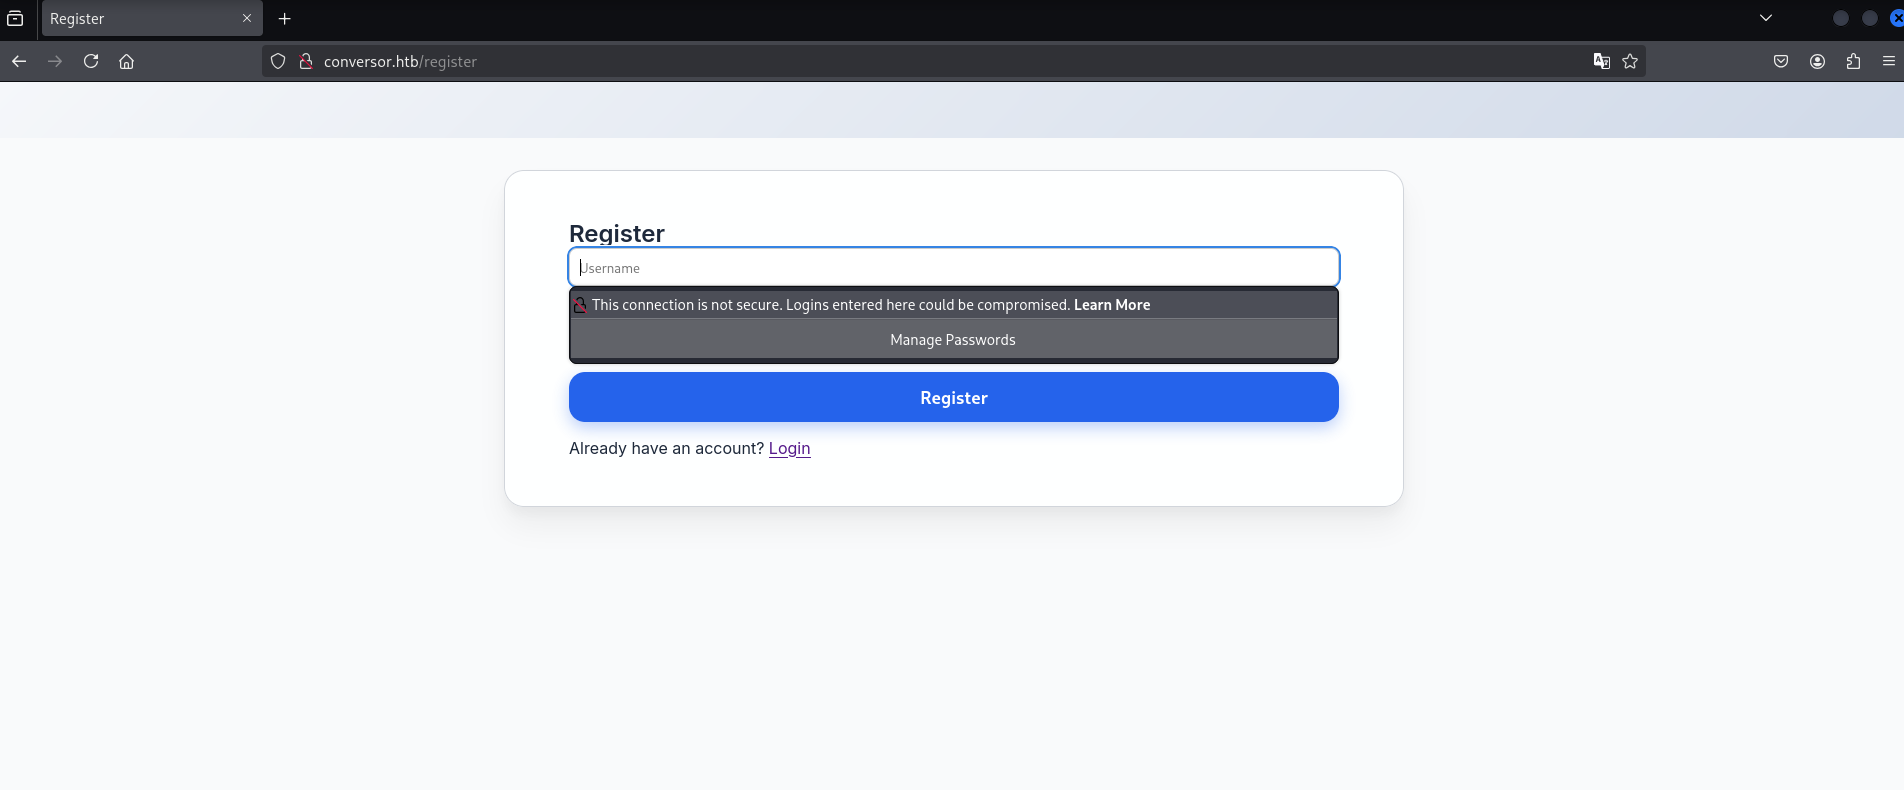 Register
conversor.htb/register
Register
Username
This connection is not secure. Logins entered here could be compromised. Learn More
Manage Passwords
Register
Already have an account? Login